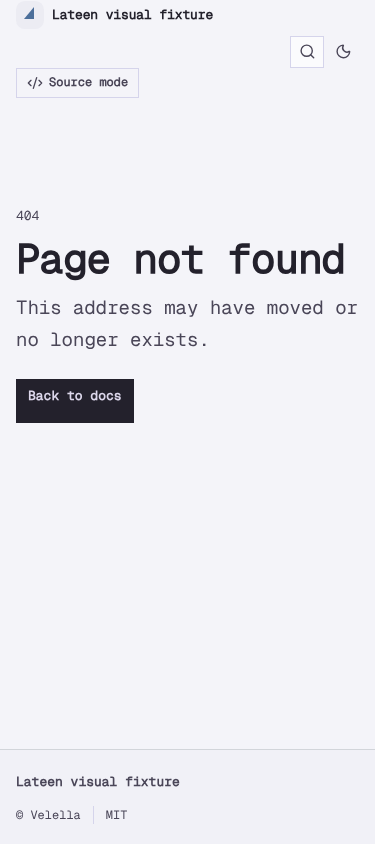 Lateen visual fixture
Source mode
404
Page not found
This address may have moved or
no longer exists.
Back to docs
Lateen visual fixture
© Velella
MIT